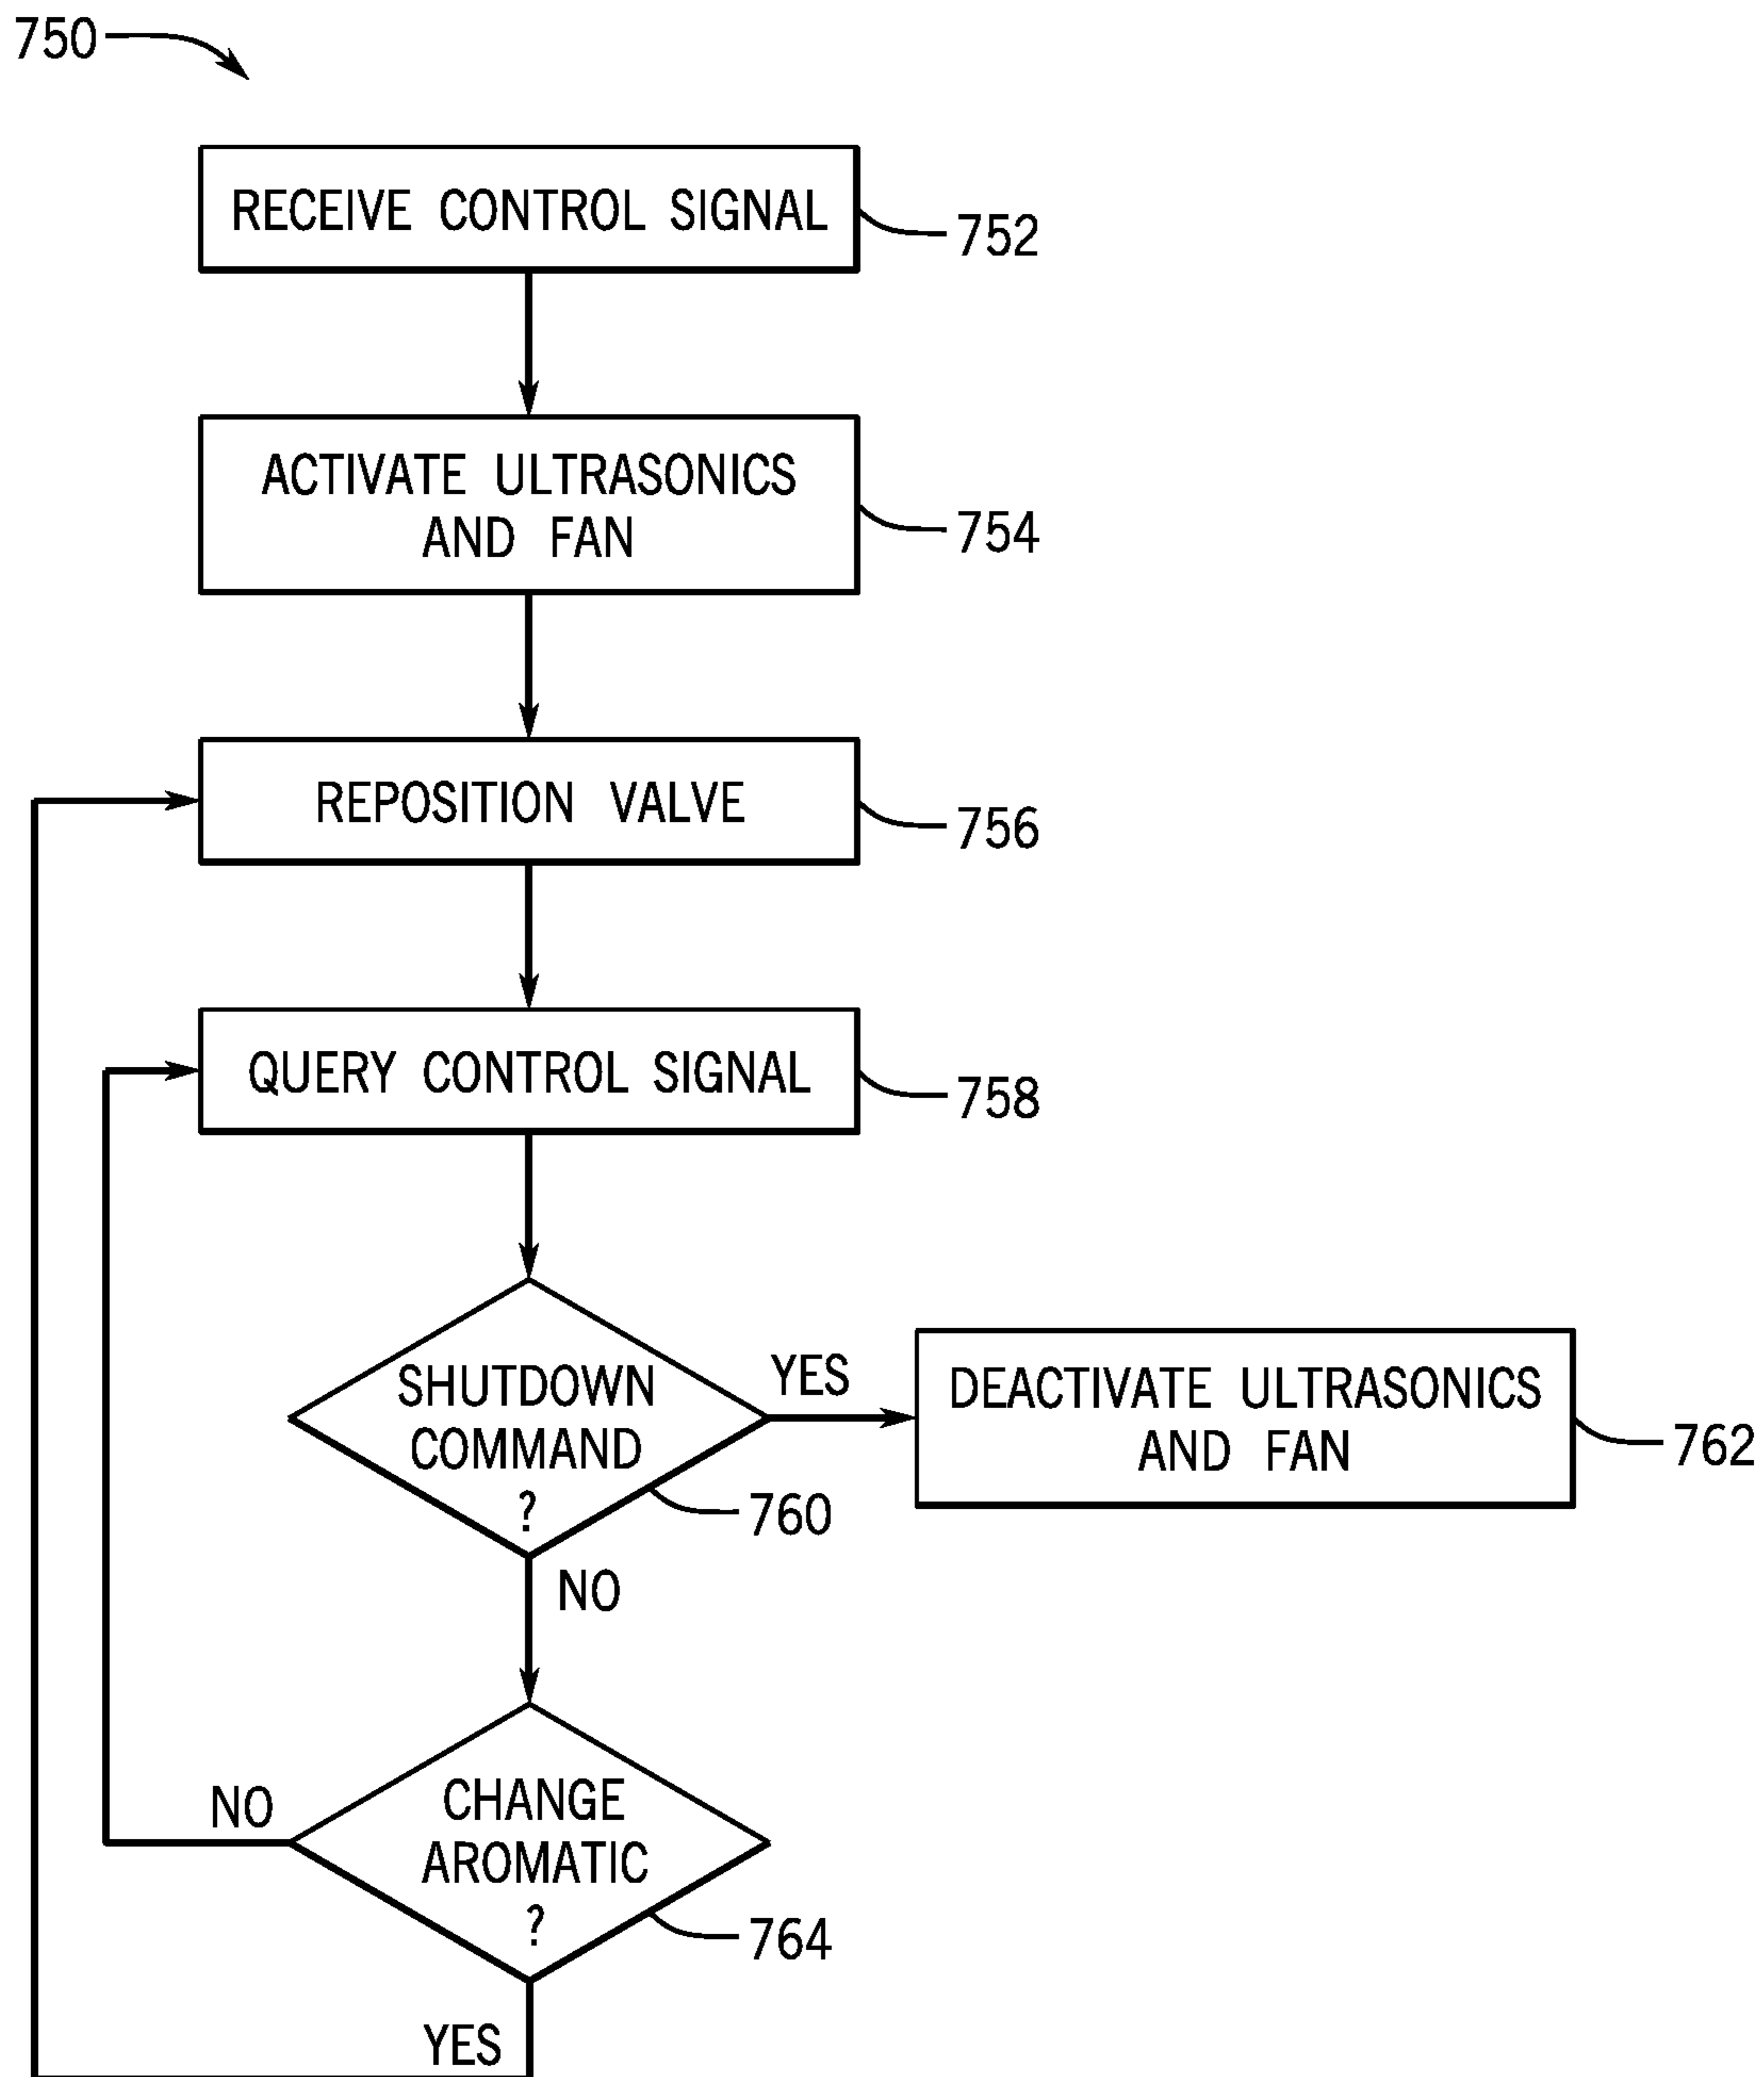 750
RECEIVE CONTROL SIGNAL
752
ACTIVATE ULTRASONICS
AND FAN
754
REPOSITION VALVE
756
QUERY CONTROL SIGNAL
758
SHUTDOWN
COMMAND
?
760
YES
DEACTIVATE ULTRASONICS
AND FAN
762
NO
CHANGE
AROMATIC
?
764
NO
YES